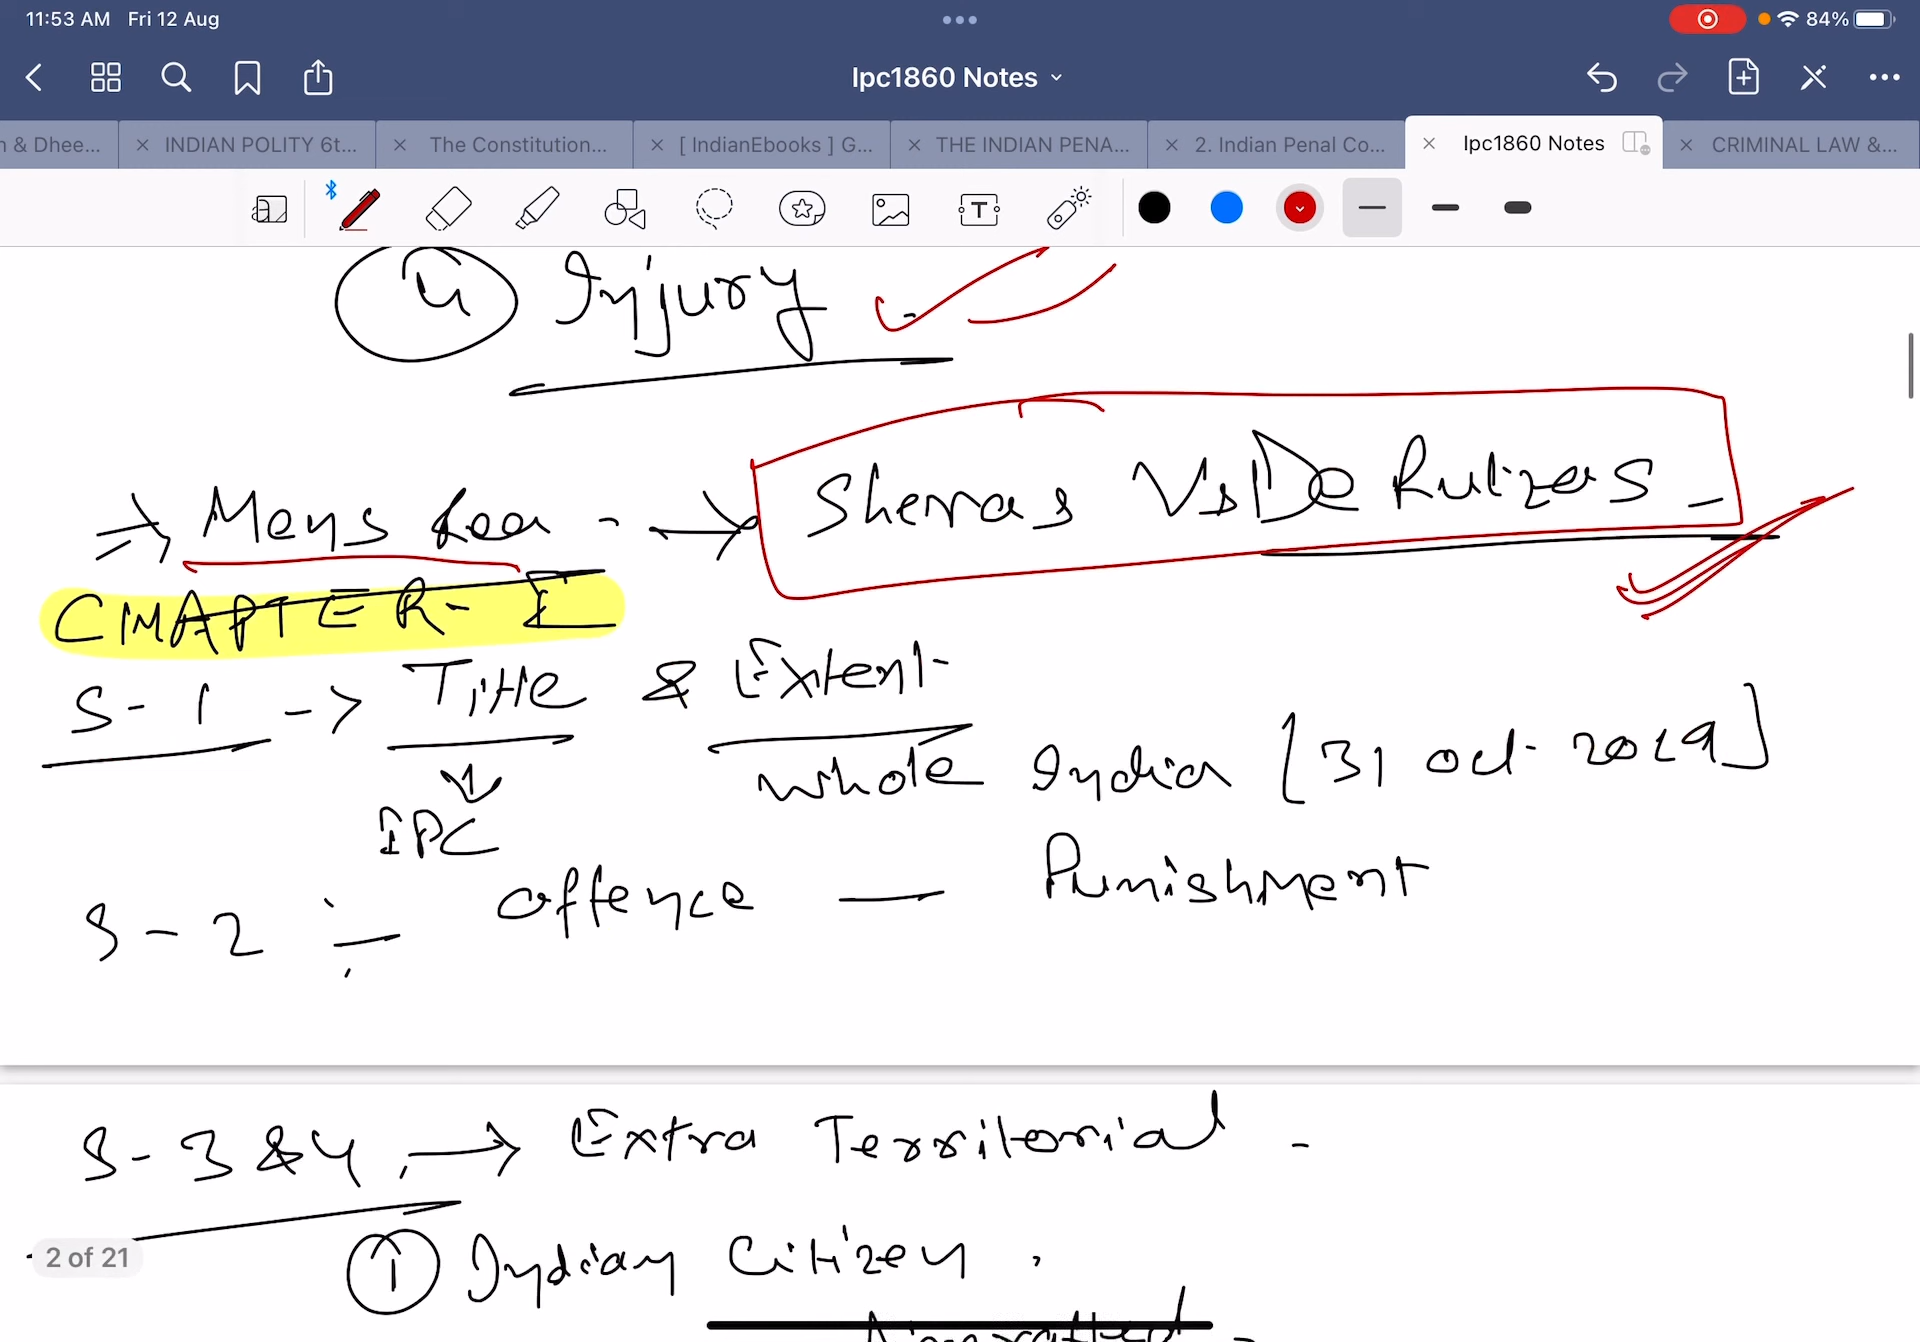 11:53 AM Fri 12 Aug
84%
Ipc1860 Notes
n & Dhee...
INDIAN POLITY 6t...
The Constitution...
[ IndianEbooks ] G...
THE INDIAN PENA...
2. Indian Penal Co...
Ipc1860 Notes
CRIMINAL LAW &...
4 Injury
=> Mens Rea - → Sherras Vs De Rutzers -
CHAPTER - I
S - 1 -> Title & Extent
IPC
whole India [31 oct. 2019]
S - 2 ÷ offence — Punishment
S - 3 & 4 → Extra Territorial -
2 of 21
1 Indian Citizen .